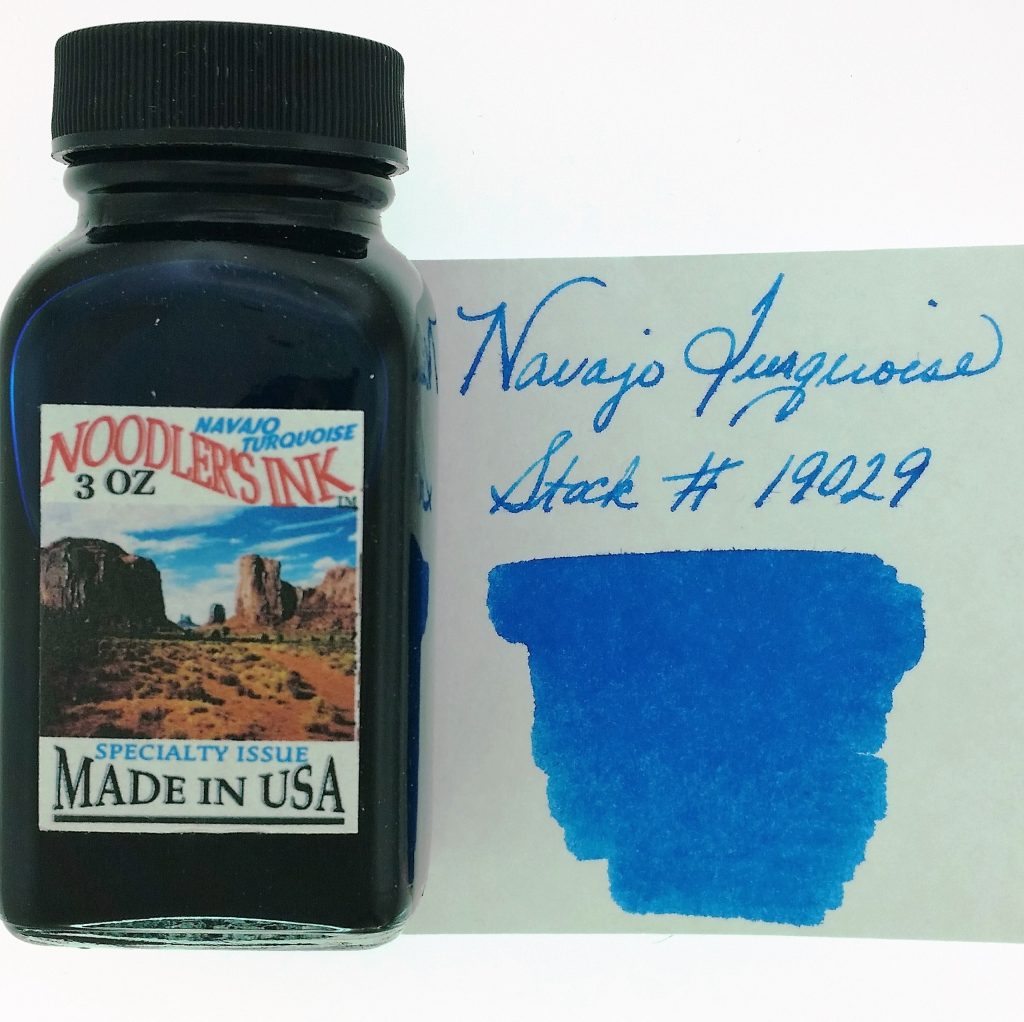 NAVAJO
TURQUOISE
NOODLER'S INK
3 OZ
TM
SPECIALTY ISSUE
MADE IN USA
Navajo Turquoise
Stock # 19029